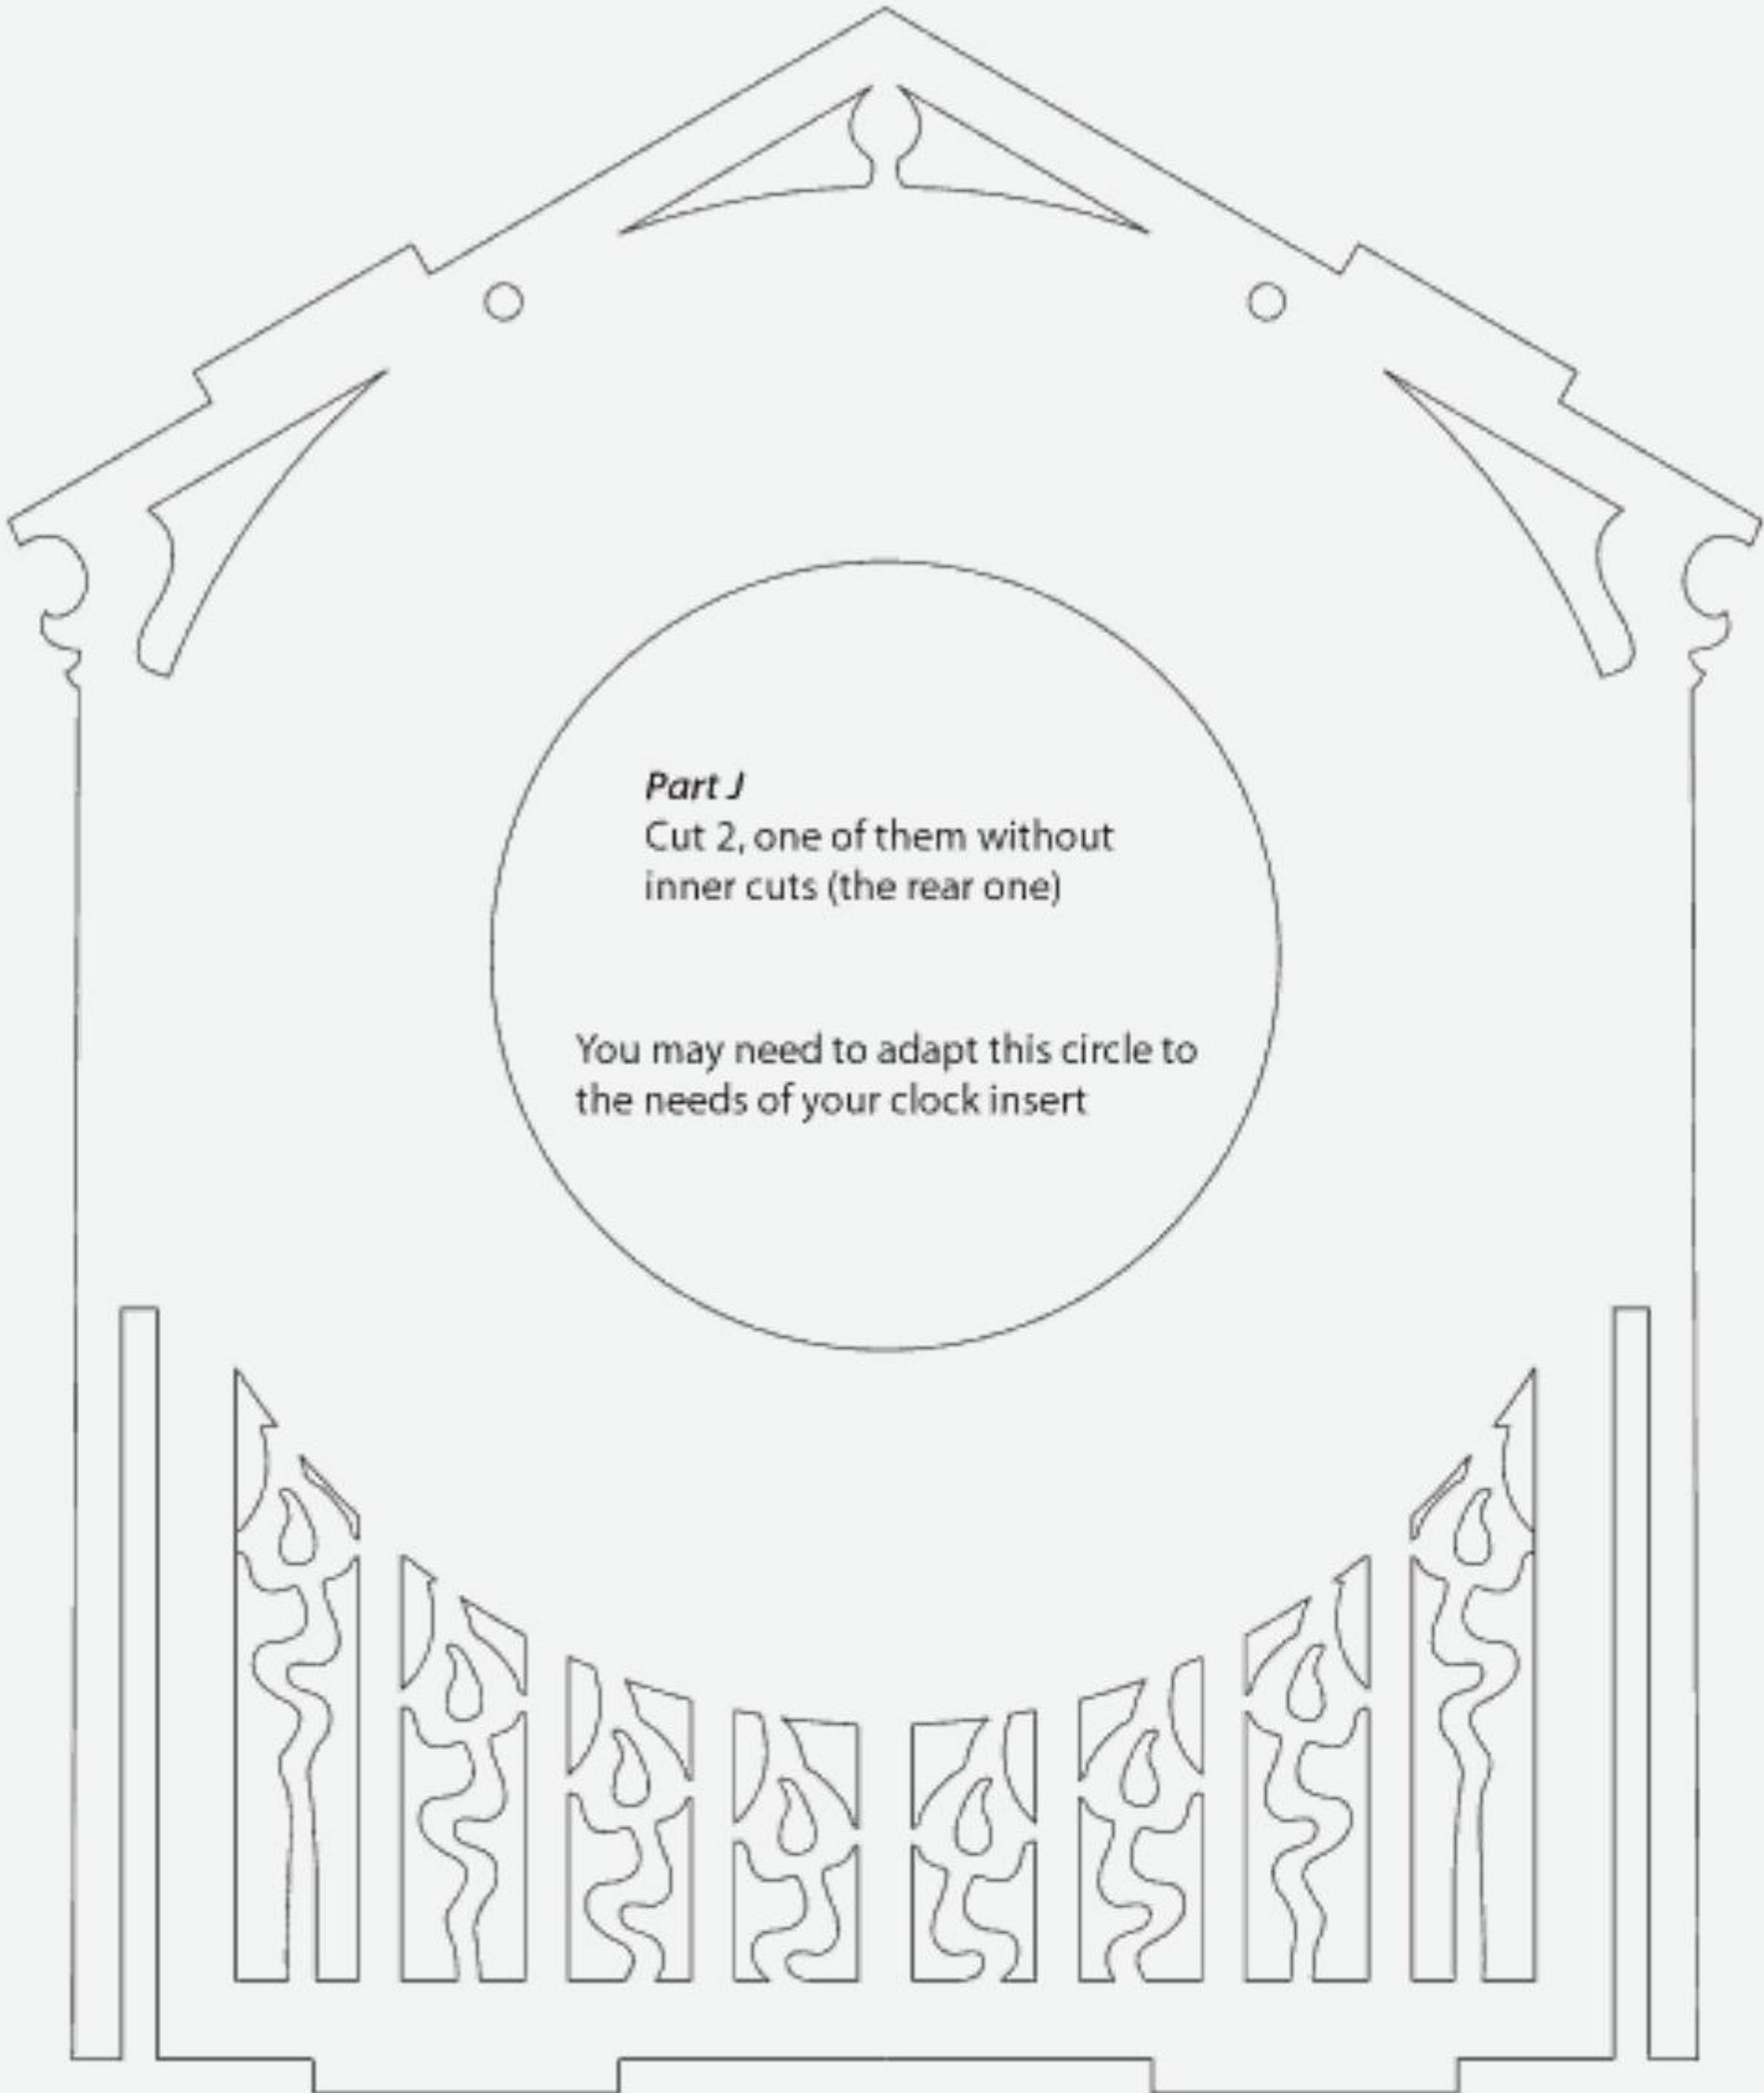 Part J
Cut 2, one of them without
inner cuts (the rear one)
You may need to adapt this circle to
the needs of your clock insert